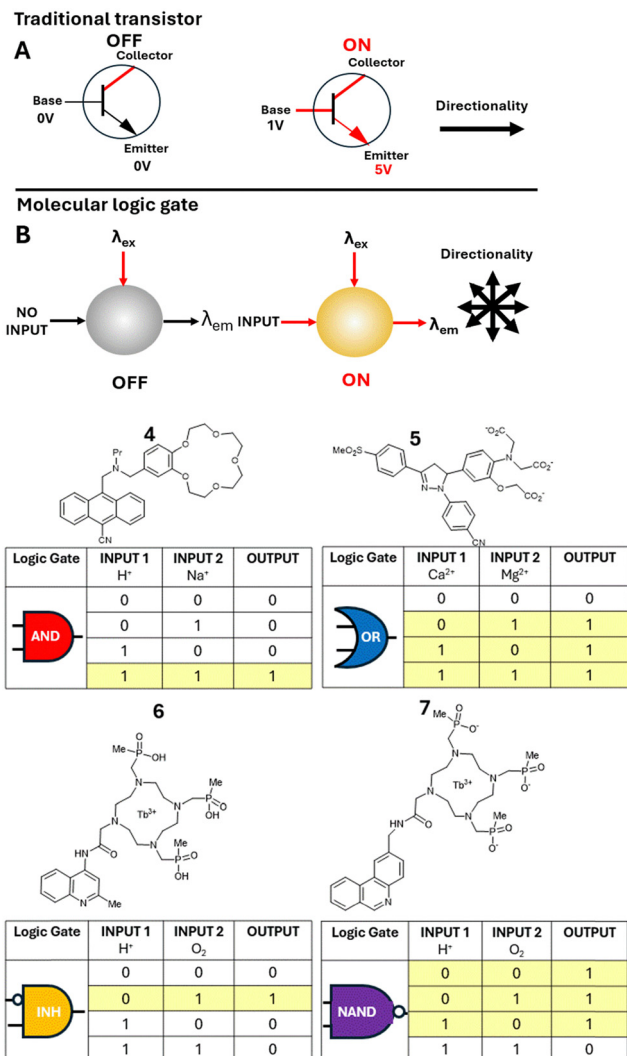 Traditional transistor
A
OFF
Collector
Base
0V
Emitter
0V
ON
Collector
Base
1V
Emitter
5V
Directionality
Molecular logic gate
B
λex
NO
INPUT
λem
OFF
λex
INPUT
λem
ON
Directionality
4
Pr
N
O
O
O
O
O
CN
5
MeO2S
N
N
CN
-O2C
N
CO2-
O
CO2-
Logic Gate INPUT 1 INPUT 2 OUTPUT
H+ Na+
AND
0 0 0
0 1 0
1 0 0
1 1 1
Logic Gate INPUT 1 INPUT 2 OUTPUT
Ca2+ Mg2+
OR
0 0 0
0 1 1
1 0 1
1 1 1
6
O
Me P OH
N
Me
N P O
OH
Tb3+
N
N
Me
P O
OH
NH O
N Me
7
O
Me P O-
N
Me
N P O
O-
Tb3+
N
N
Me
P O
O-
HN O
N
Logic Gate INPUT 1 INPUT 2 OUTPUT
H+ O2
INH
0 0 0
0 1 1
1 0 0
1 1 0
Logic Gate INPUT 1 INPUT 2 OUTPUT
H+ O2
NAND
0 0 1
0 1 1
1 0 1
1 1 0